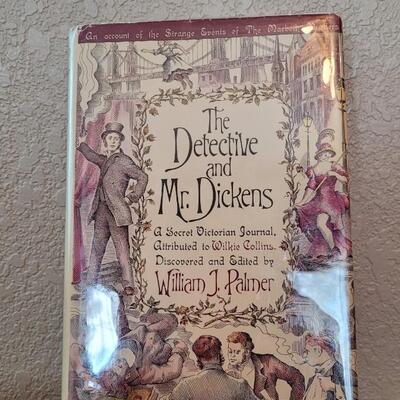 An account of the Strange Events of The
The
Detective
and
Mr. Dickens
A Secret Victorian Journal,
Attributed to Wilkie Collins.
Discovered and Edited by
William J. Palmer